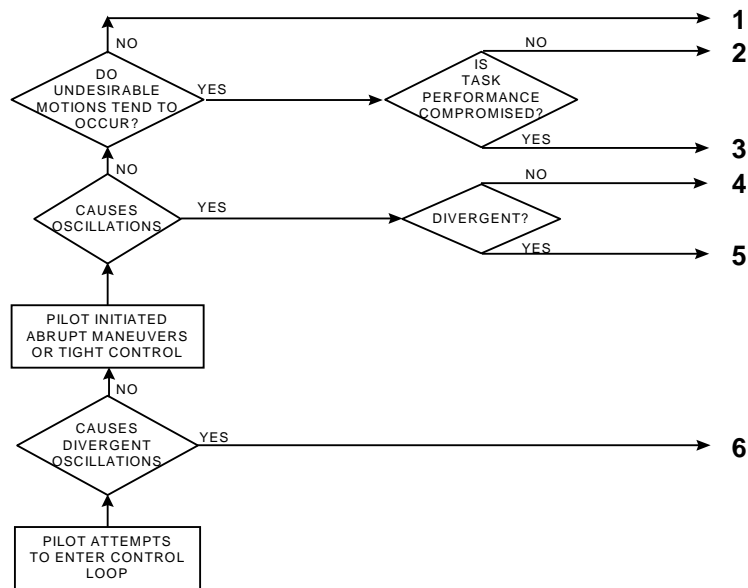 1
NO
NO
2
DO
UNDESIRABLE
MOTIONS TEND TO
OCCUR?
YES
IS
TASK
PERFORMANCE
COMPROMISED?
YES
3
NO
NO
4
CAUSES
OSCILLATIONS
YES
DIVERGENT?
YES
5
PILOT INITIATED
ABRUPT MANEUVERS
OR TIGHT CONTROL
NO
CAUSES
DIVERGENT
OSCILLATIONS
YES
6
PILOT ATTEMPTS
TO ENTER CONTROL
LOOP